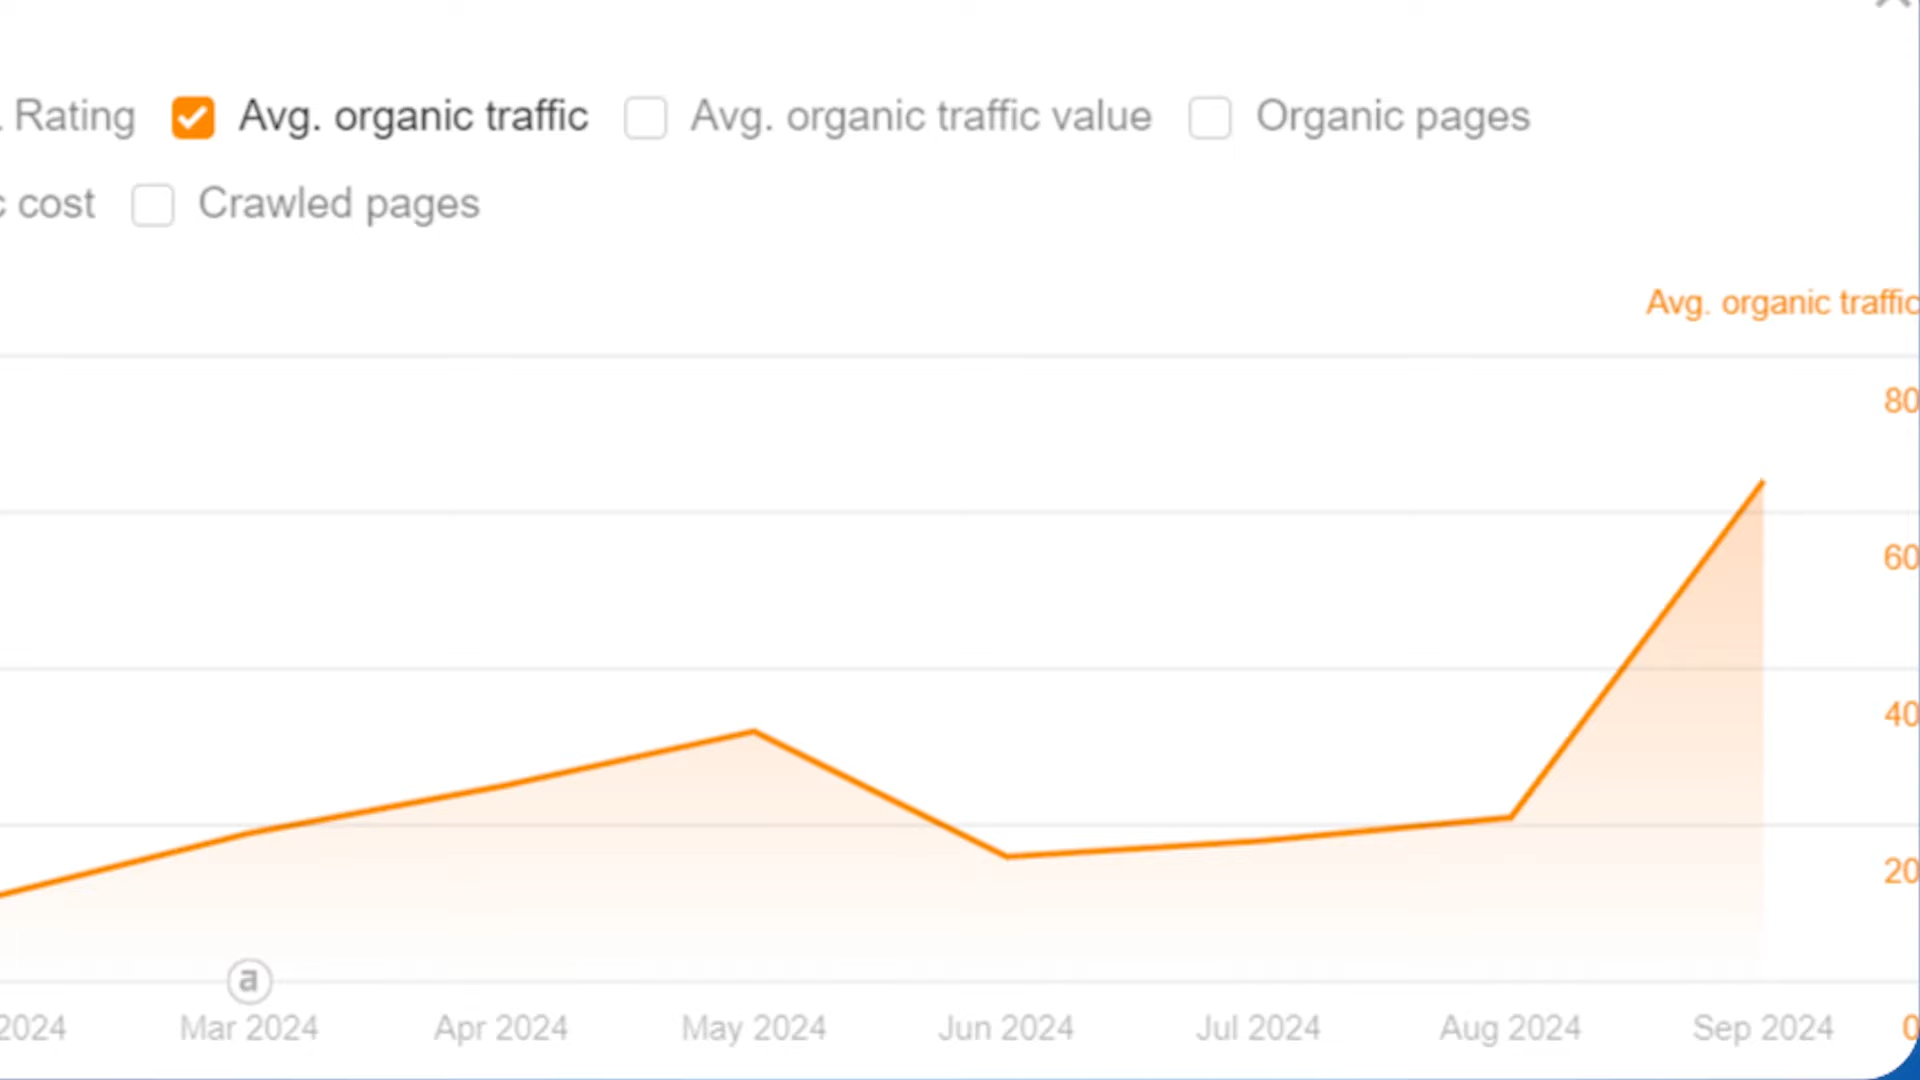 . Rating Avg. organic traffic Avg. organic traffic value Organic pages
c cost Crawled pages
Avg. organic traffic
80
60
40
20
a
2024 Mar 2024 Apr 2024 May 2024 Jun 2024 Jul 2024 Aug 2024 Sep 2024 0